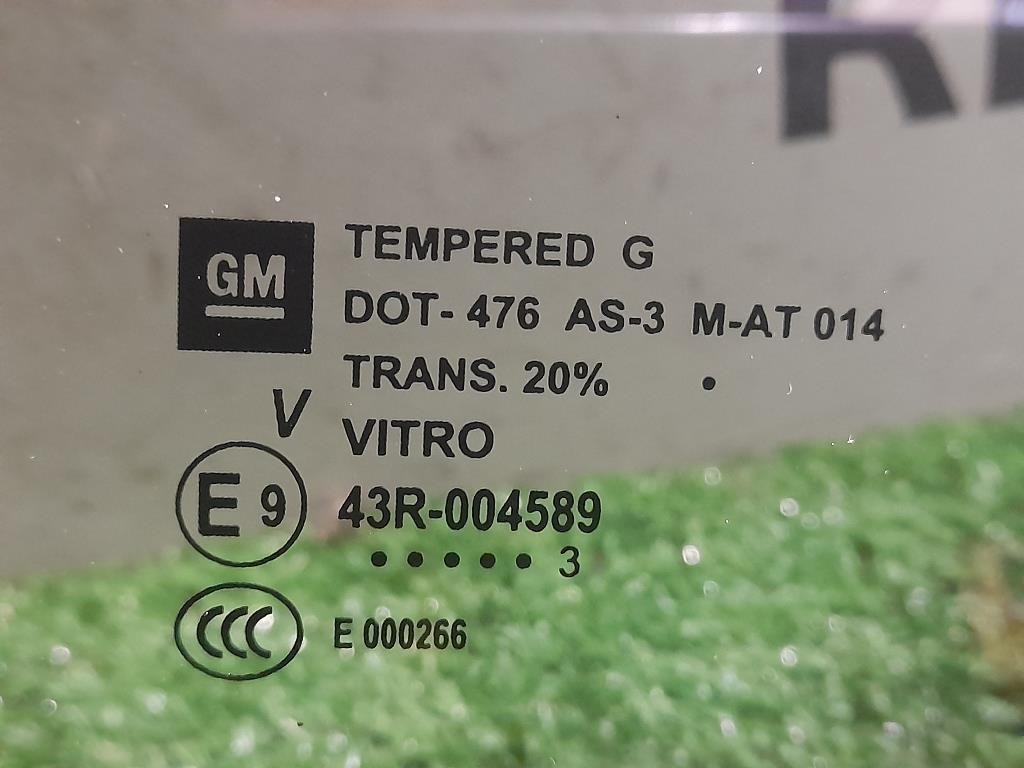 GM
TEMPERED G
DOT- 476 AS-3 M-AT 014
TRANS. 20% •
V
VITRO
E 9 43R-004589
• • • • • 3
CCC E 000266